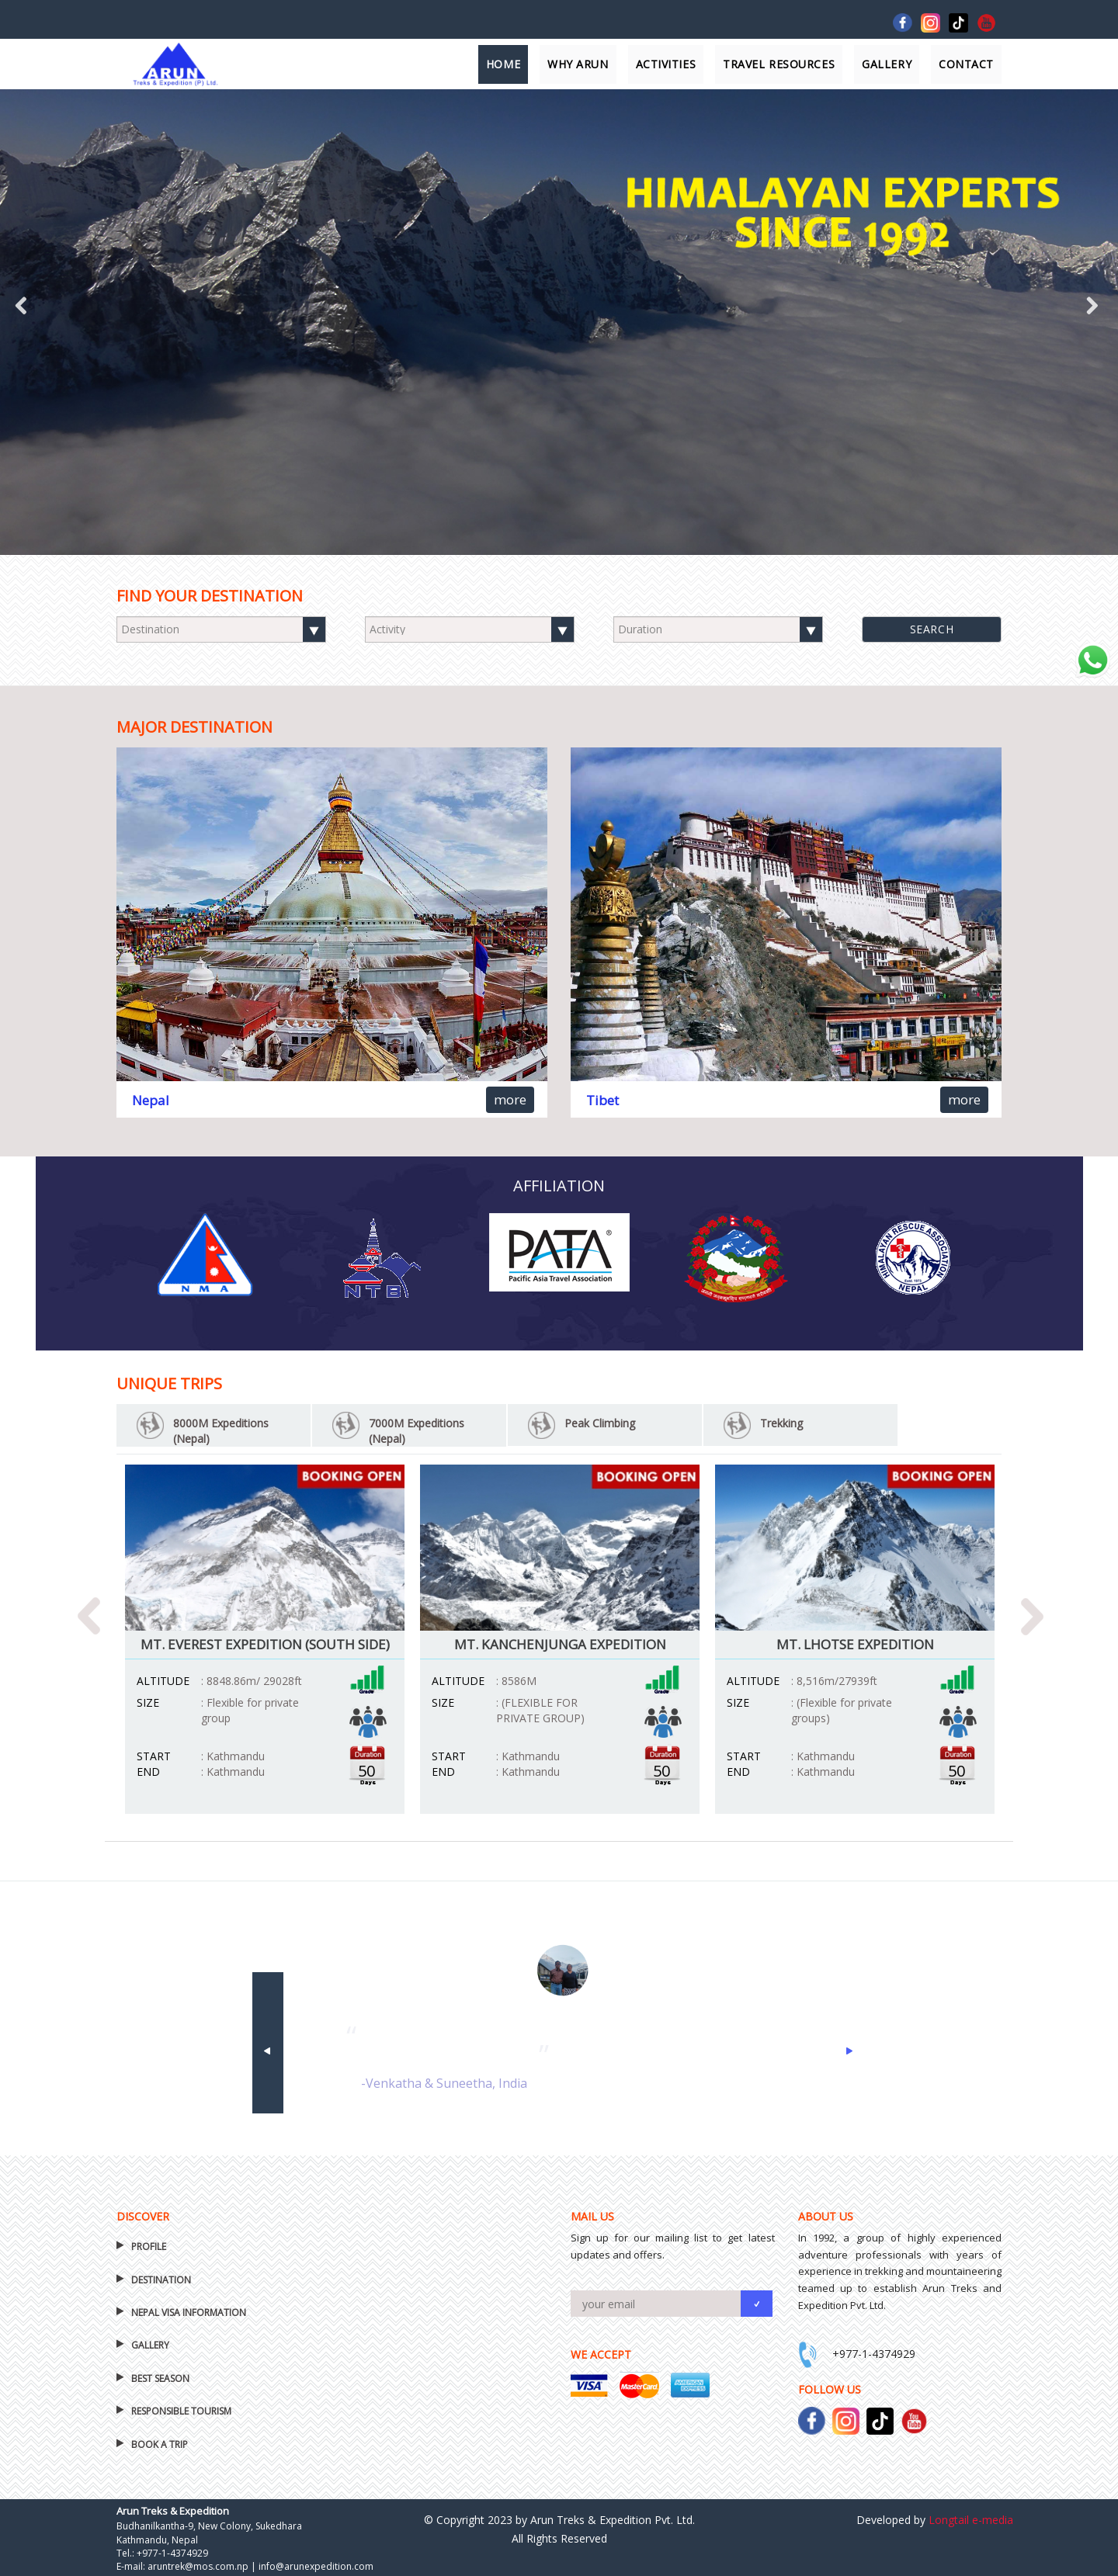 ARUN
Treks & Expedition (P) Ltd.
HOME
WHY ARUN
ACTIVITIES
TRAVEL RESOURCES
GALLERY
CONTACT
HIMALAYAN EXPERTS
SINCE 1992
FIND YOUR DESTINATION
Destination
Activity
Duration
SEARCH
MAJOR DESTINATION
Nepal
more
Tibet
more
AFFILIATION
NMA
NTB
PATA®
Pacific Asia Travel Association
HIMALAYAN RESCUE ASSOCIATION
NEPAL
UNIQUE TRIPS
8000M Expeditions
(Nepal)
7000M Expeditions
(Nepal)
Peak Climbing
Trekking
BOOKING OPEN
BOOKING OPEN
BOOKING OPEN
MT. EVEREST EXPEDITION (SOUTH SIDE)
ALTITUDE : 8848.86m/ 29028ft
Grade
SIZE : Flexible for private
group
START : Kathmandu
END : Kathmandu
Duration
50
Days
MT. KANCHENJUNGA EXPEDITION
ALTITUDE : 8586M
Grade
SIZE : (FLEXIBLE FOR
PRIVATE GROUP)
START : Kathmandu
END : Kathmandu
Duration
50
Days
MT. LHOTSE EXPEDITION
ALTITUDE : 8,516m/27939ft
Grade
SIZE : (Flexible for private
groups)
START : Kathmandu
END : Kathmandu
Duration
50
Days
"
"
-Venkatha & Suneetha, India
DISCOVER
PROFILE
DESTINATION
NEPAL VISA INFORMATION
GALLERY
BEST SEASON
RESPONSIBLE TOURISM
BOOK A TRIP
MAIL US
Sign up for our mailing list to get latest
updates and offers.
your email
✓
WE ACCEPT
VISA
MasterCard
AMERICAN EXPRESS
ABOUT US
In 1992, a group of highly experienced
adventure professionals with years of
experience in trekking and mountaineering
teamed up to establish Arun Treks and
Expedition Pvt. Ltd.
+977-1-4374929
FOLLOW US
You
Tube
Arun Treks & Expedition
Budhanilkantha-9, New Colony, Sukedhara
Kathmandu, Nepal
Tel.: +977-1-4374929
E-mail: aruntrek@mos.com.np | info@arunexpedition.com
© Copyright 2023 by Arun Treks & Expedition Pvt. Ltd.
All Rights Reserved
Developed by Longtail e-media